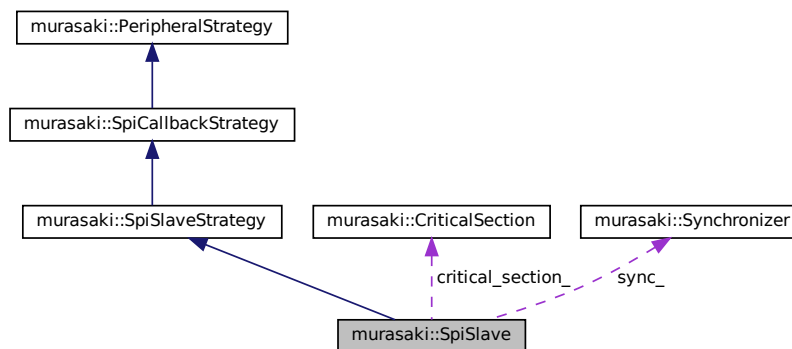 murasaki::PeripheralStrategy
murasaki::SpiCallbackStrategy
murasaki::SpiSlaveStrategy
murasaki::CriticalSection
murasaki::Synchronizer
critical_section_
sync_
murasaki::SpiSlave